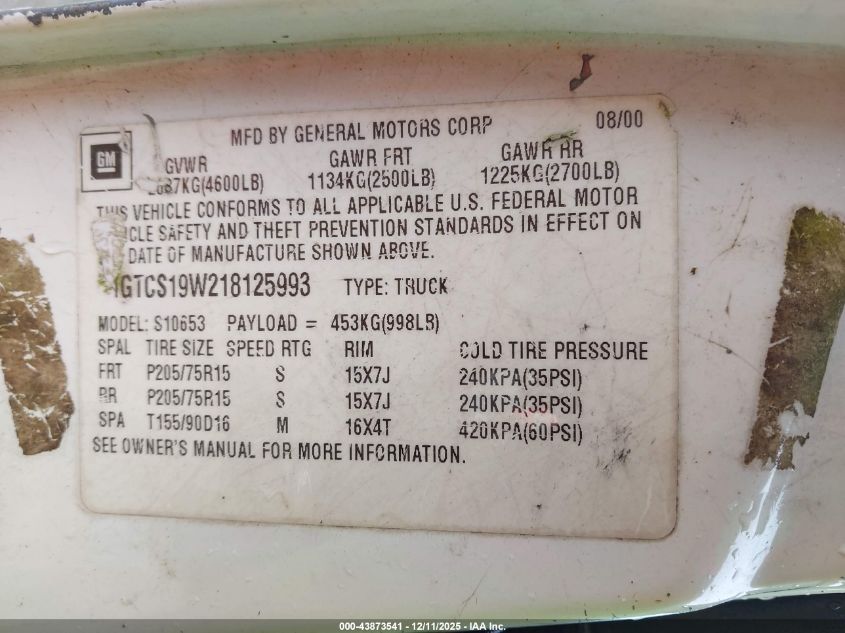 MFD BY GENERAL MOTORS CORP 08/00
GM
GVWR GAWR FRT GAWR RR
2087KG(4600LB) 1134KG(2500LB) 1225KG(2700LB)
THIS VEHICLE CONFORMS TO ALL APPLICABLE U.S. FEDERAL MOTOR
CLE SAFETY AND THEFT PREVENTION STANDARDS IN EFFECT ON
DATE OF MANUFACTURE SHOWN ABOVE.
1GTCS19W218125993 TYPE: TRUCK
MODEL: S10653 PAYLOAD = 453KG(998LB)
SPAL TIRE SIZE SPEED RTG RIM COLD TIRE PRESSURE
FRT P205/75R15 S 15X7J 240KPA(35PSI)
RR P205/75R15 S 15X7J 240KPA(35PSI)
SPA T155/90D16 M 16X4T 420KPA(60PSI)
SEE OWNER'S MANUAL FOR MORE INFORMATION.
000-43873541 - 12/11/2025 - IAA Inc.